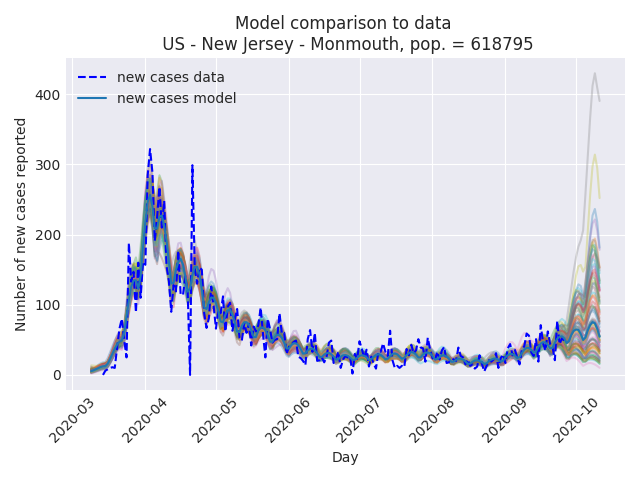 Model comparison to data
US - New Jersey - Monmouth, pop. = 618795
new cases data
new cases model
Number of new cases reported
400
300
200
100
0
2020-03
2020-04
2020-05
2020-06
2020-07
2020-08
2020-09
2020-10
Day